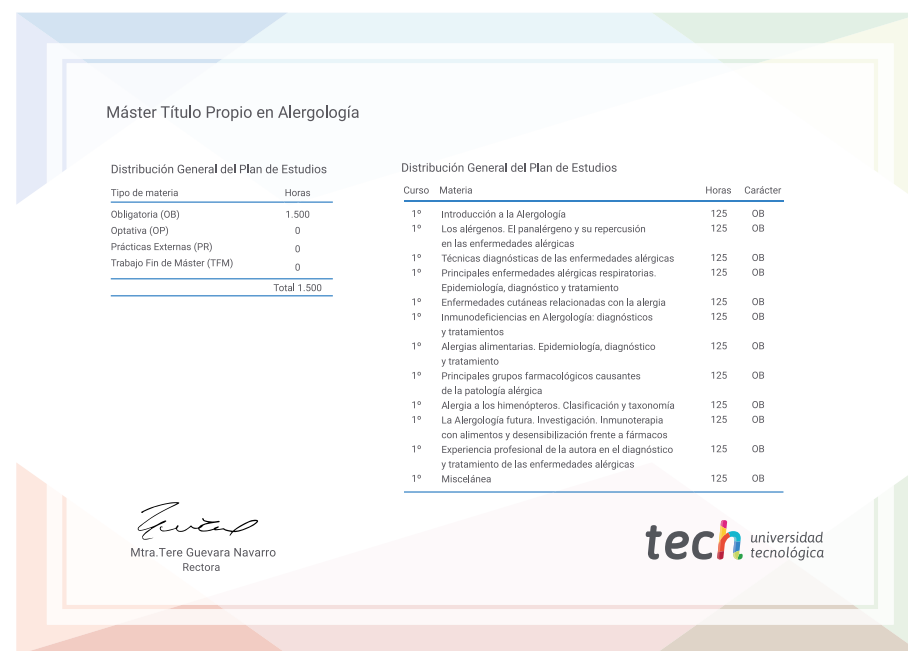 Máster Título Propio en Alergología
Distribución General del Plan de Estudios
Tipo de materia Horas
Obligatoria (OB) 1.500
Optativa (OP) 0
Prácticas Externas (PR) 0
Trabajo Fin de Máster (TFM) 0
Total 1.500
Distribución General del Plan de Estudios
Curso Materia Horas Carácter
1º Introducción a la Alergología 125 OB
1º Los alérgenos. El panalérgeno y su repercusión 125 OB
en las enfermedades alérgicas
1º Técnicas diagnósticas de las enfermedades alérgicas 125 OB
1º Principales enfermedades alérgicas respiratorias. 125 OB
Epidemiología, diagnóstico y tratamiento
1º Enfermedades cutáneas relacionadas con la alergia 125 OB
1º Inmunodeficiencias en Alergología: diagnósticos 125 OB
y tratamientos
1º Alergias alimentarias. Epidemiología, diagnóstico 125 OB
y tratamiento
1º Principales grupos farmacológicos causantes 125 OB
de la patología alérgica
1º Alergia a los himenópteros. Clasificación y taxonomía 125 OB
1º La Alergología futura. Investigación. Inmunoterapia 125 OB
con alimentos y desensibilización frente a fármacos
1º Experiencia profesional de la autora en el diagnóstico 125 OB
y tratamiento de las enfermedades alérgicas
1º Miscelánea 125 OB
Mtra.Tere Guevara Navarro
Rectora
tech universidad
tecnológica